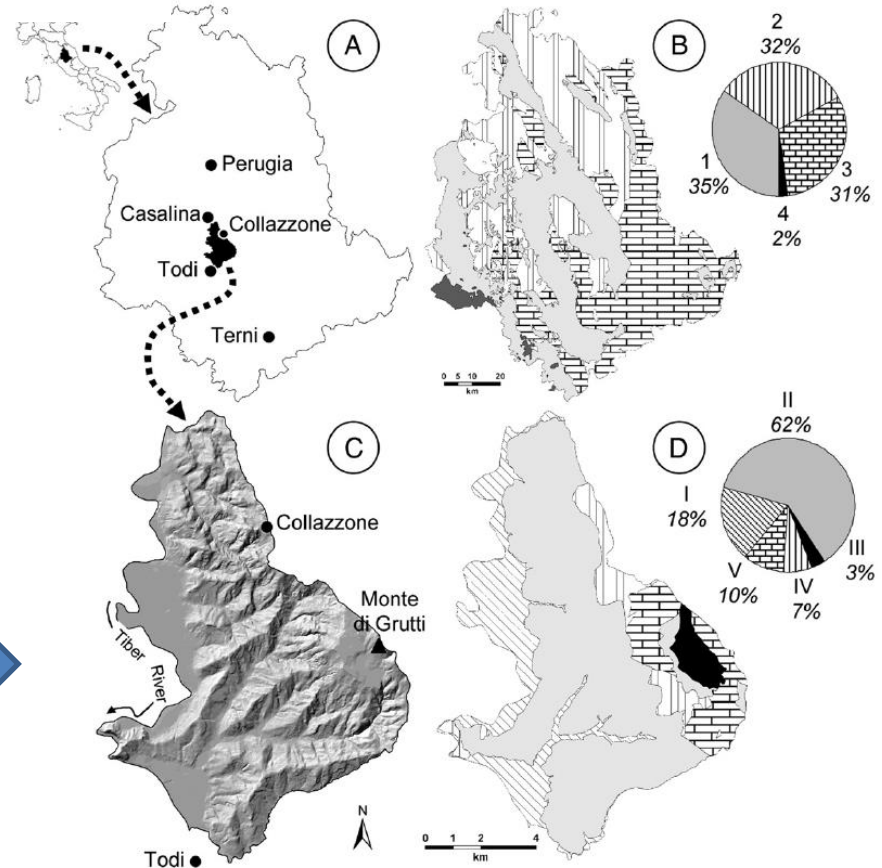 A
Perugia
Casalina
Collazzone
Todi
Terni
B
2
32%
1
35%
3
31%
4
2%
0 5 10 20
km
C
Collazzone
Monte
di Grutti
Tiber
River
N
Todi
D
II
62%
I
18%
III
3%
V
10%
IV
7%
0 1 2 4
km